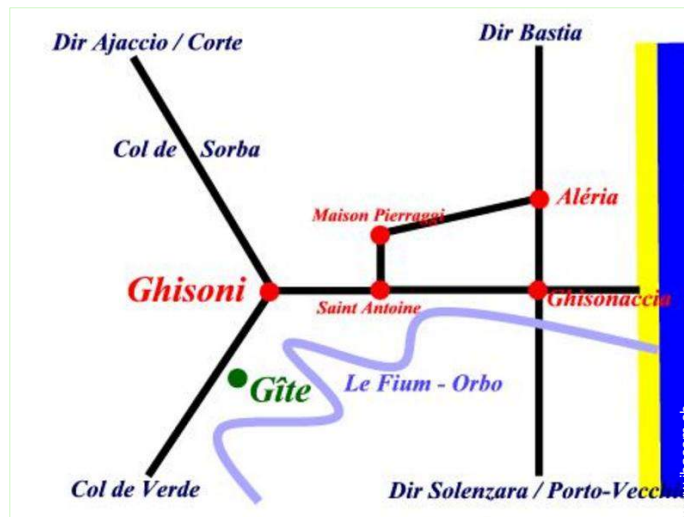 Dir Ajaccio / Corte
Dir Bastia
Col de Sorba
Aléria
Maison Pierraggi
Ghisoni
Saint Antoine
Ghisonaccia
Gîte
Le Fium - Orbo
Col de Verde
Dir Solenzara / Porto-Vecchio